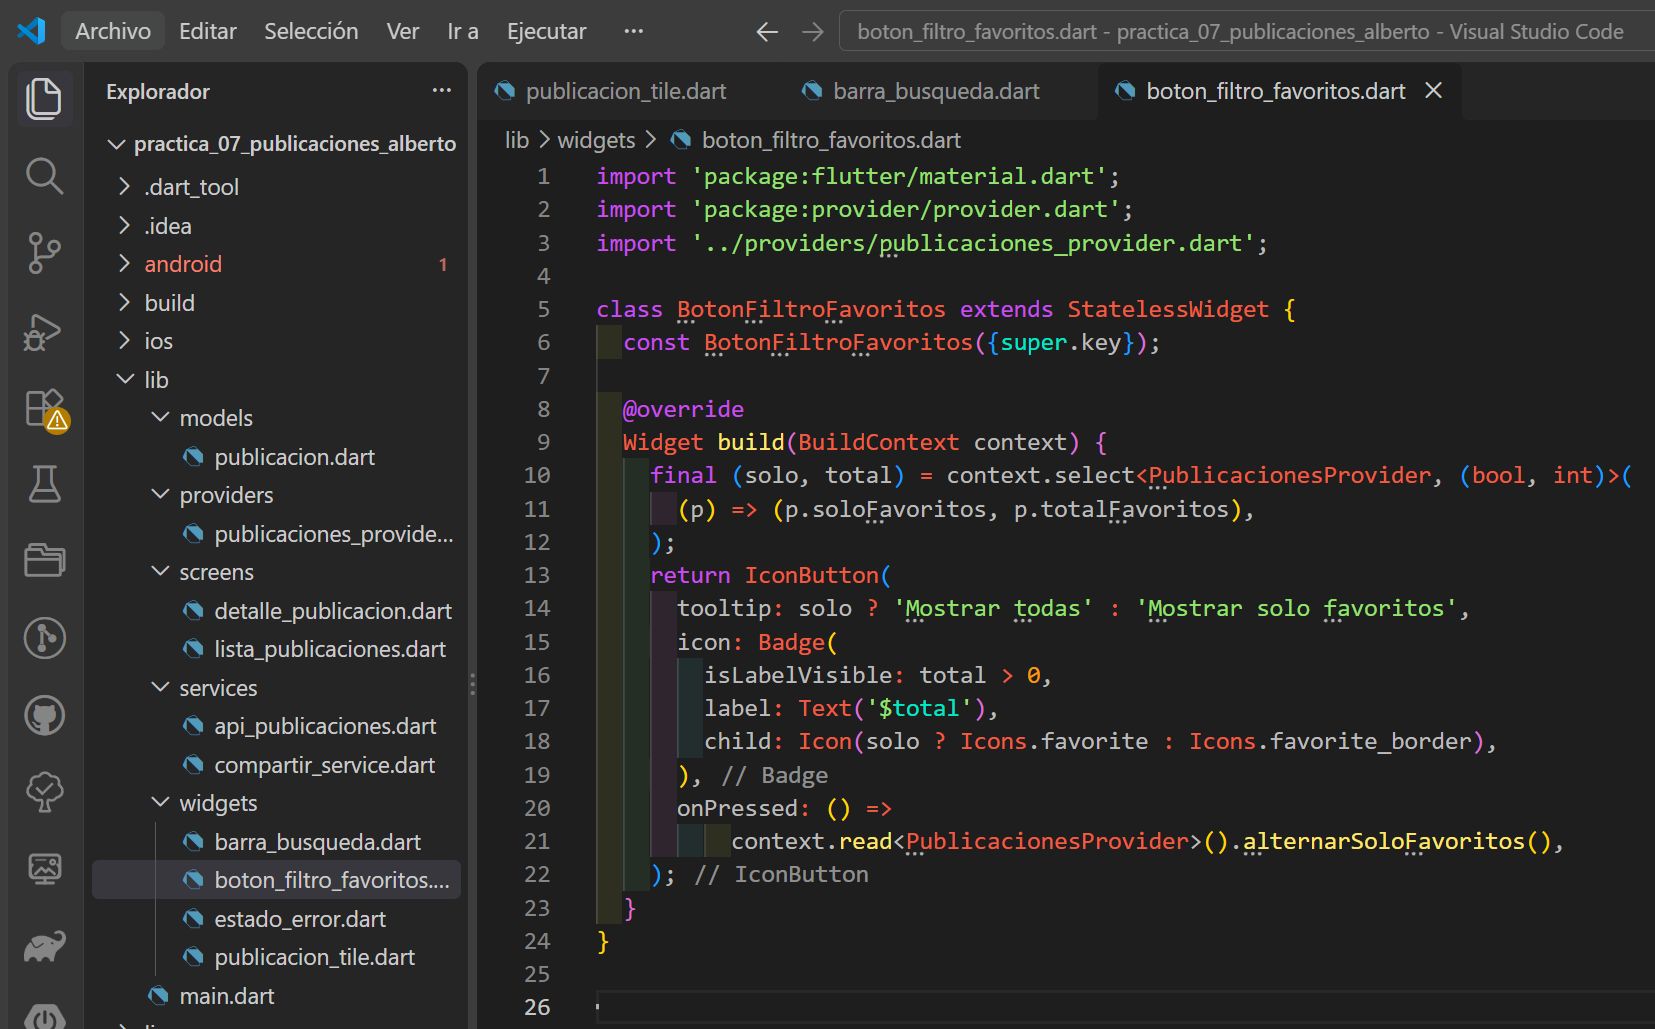 Archivo Editar Selección Ver Ir a Ejecutar ··· boton_filtro_favoritos.dart - practica_07_publicaciones_alberto - Visual Studio Code
Explorador ···
practica_07_publicaciones_alberto
.dart_tool
.idea
android 1
build
ios
lib
models
publicacion.dart
providers
publicaciones_provide...
screens
detalle_publicacion.dart
lista_publicaciones.dart
services
api_publicaciones.dart
compartir_service.dart
widgets
barra_busqueda.dart
boton_filtro_favoritos....
estado_error.dart
publicacion_tile.dart
main.dart
publicacion_tile.dart barra_busqueda.dart boton_filtro_favoritos.dart
lib > widgets > boton_filtro_favoritos.dart
1 import 'package:flutter/material.dart';
2 import 'package:provider/provider.dart';
3 import '../providers/publicaciones_provider.dart';
4
5 class BotonFiltroFavoritos extends StatelessWidget {
6 const BotonFiltroFavoritos({super.key});
7
8 @override
9 Widget build(BuildContext context) {
10 final (solo, total) = context.select<PublicacionesProvider, (bool, int)>(
11 (p) => (p.soloFavoritos, p.totalFavoritos),
12 );
13 return IconButton(
14 tooltip: solo ? 'Mostrar todas' : 'Mostrar solo favoritos',
15 icon: Badge(
16 isLabelVisible: total > 0,
17 label: Text('$total'),
18 child: Icon(solo ? Icons.favorite : Icons.favorite_border),
19 ), // Badge
20 onPressed: () =>
21 context.read<PublicacionesProvider>().alternarSoloFavoritos(),
22 ); // IconButton
23 }
24 }
25
26